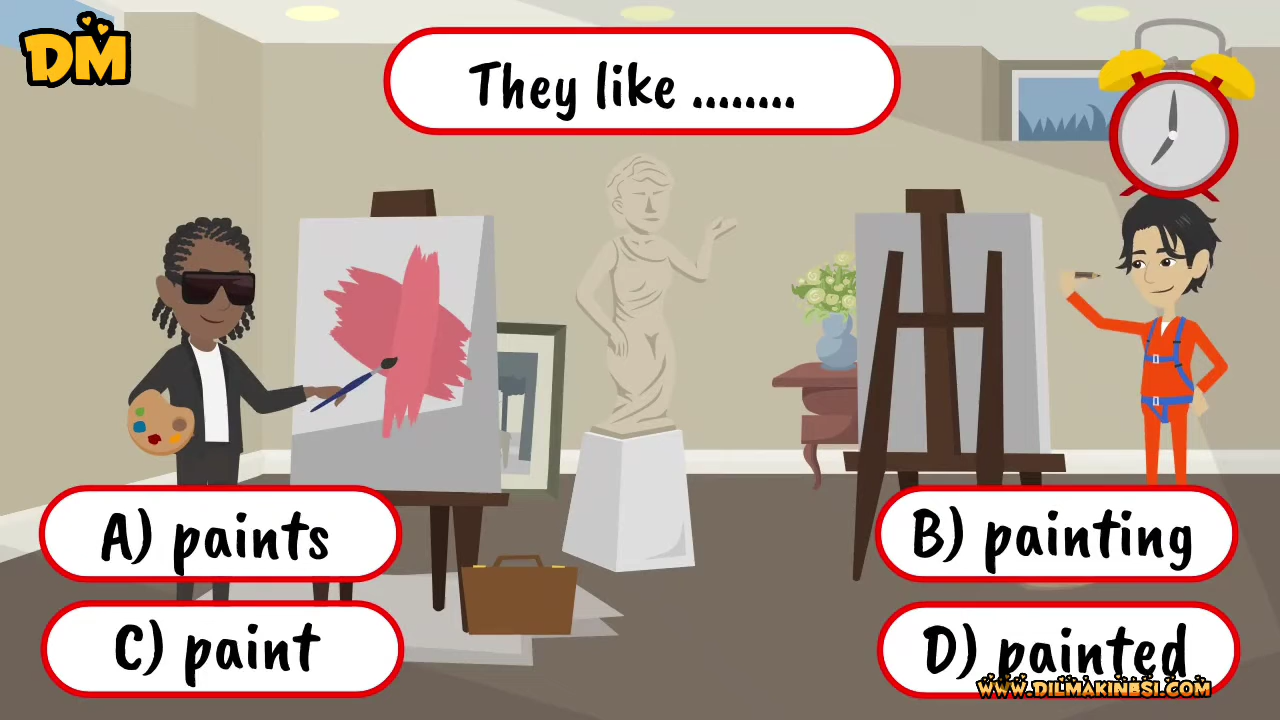 DM
They like ........
A) paints
B) painting
C) paint
D) painted
WWW.DILMAKINESI.COM